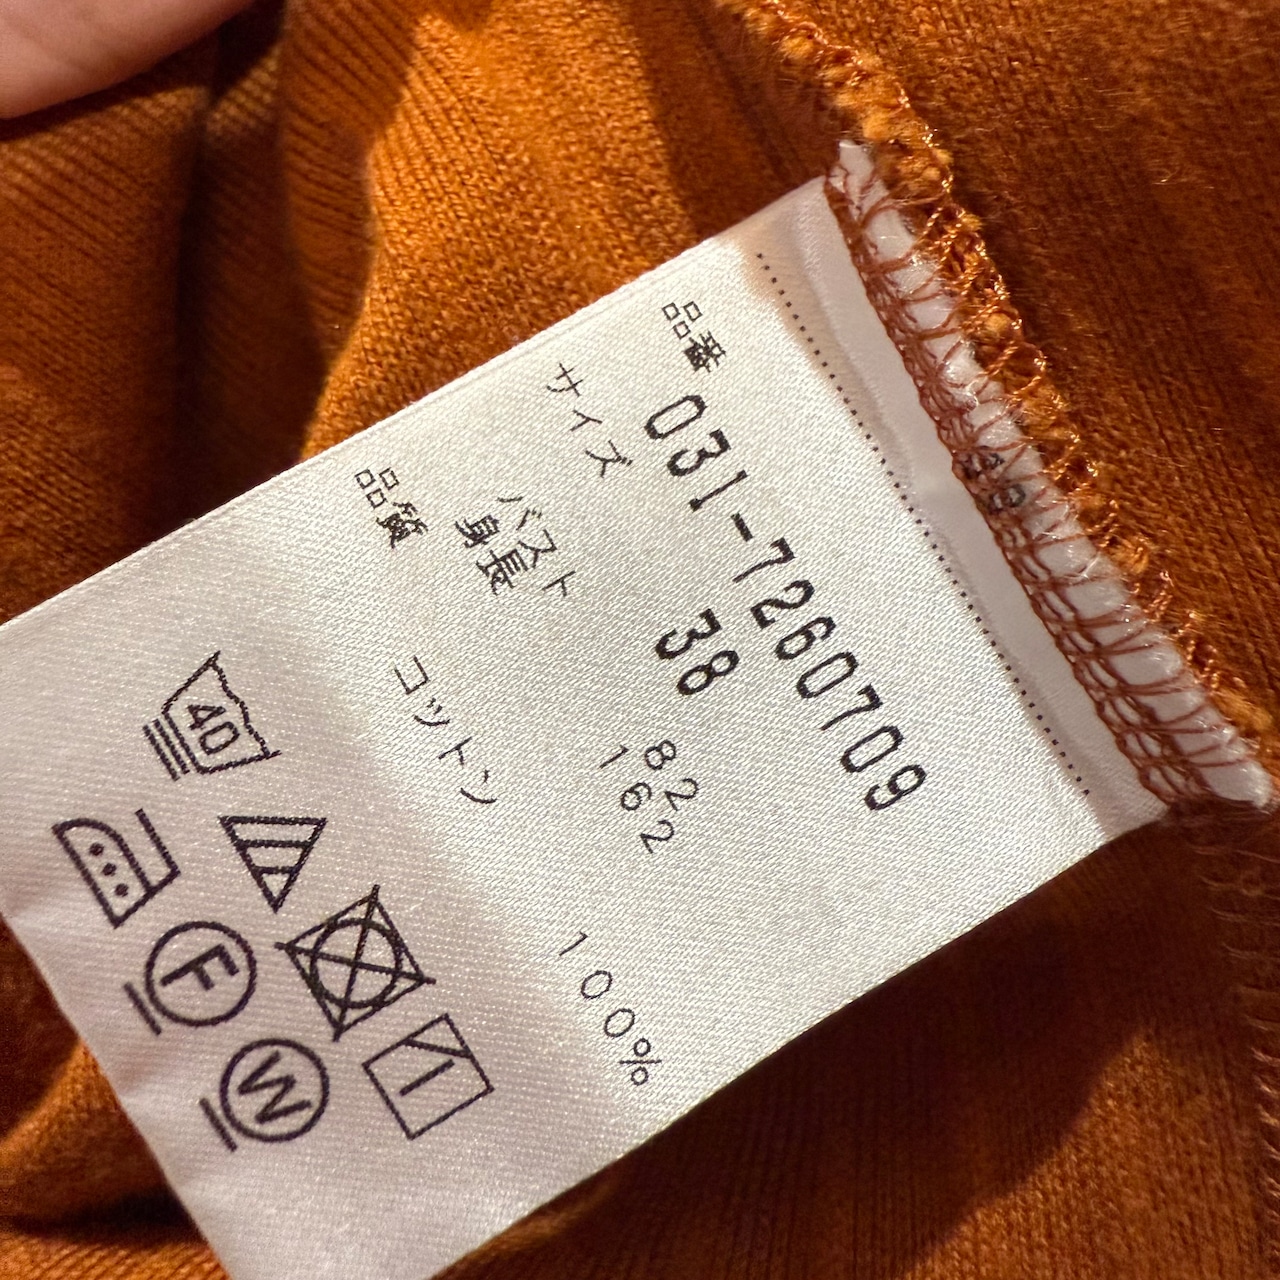 品番
031-7260709
サイズ 38
バスト 82
身長 162
品質
コットン 100%
40
F
W